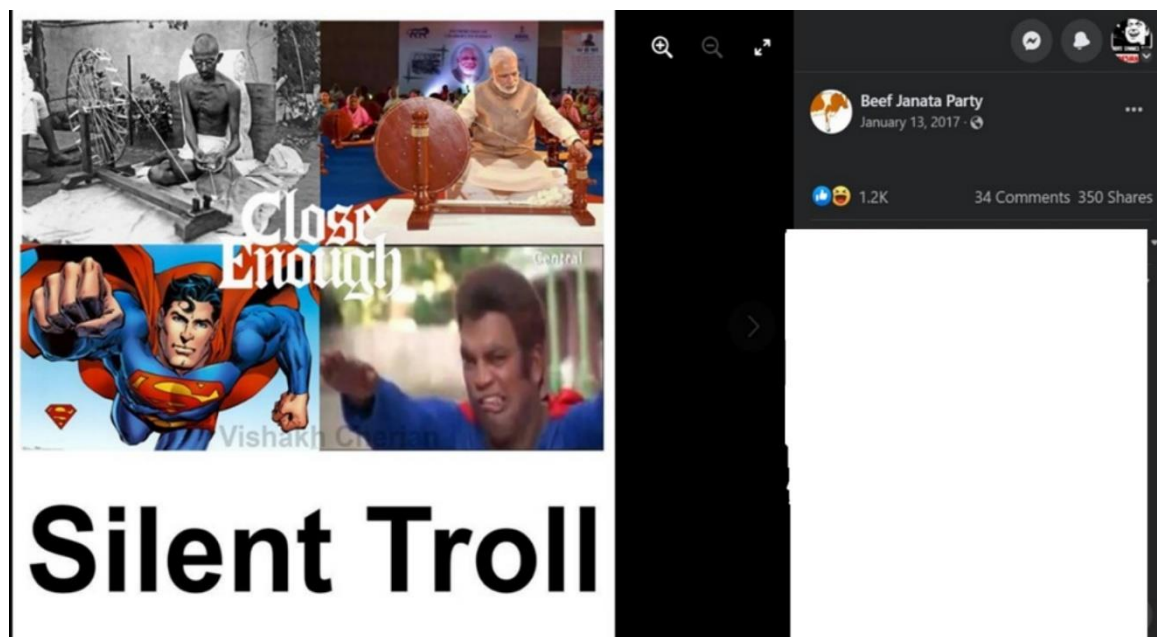 Close
Enough
Central
Vishakh Cherian
Silent Troll
Beef Janata Party
January 13, 2017 ·
1.2K
34 Comments 350 Shares